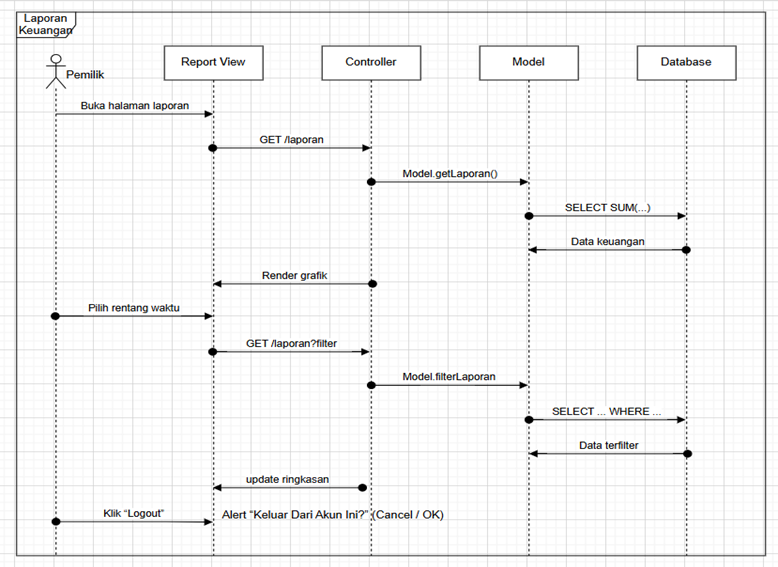 Laporan
Keuangan
Pemilik
Report View
Controller
Model
Database
Buka halaman laporan
GET /laporan
Model.getLaporan()
SELECT SUM(...)
Data keuangan
Render grafik
Pilih rentang waktu
GET /laporan?filter
Model.filterLaporan
SELECT ... WHERE ...
Data terfilter
update ringkasan
Klik “Logout”
Alert “Keluar Dari Akun Ini?” (Cancel / OK)